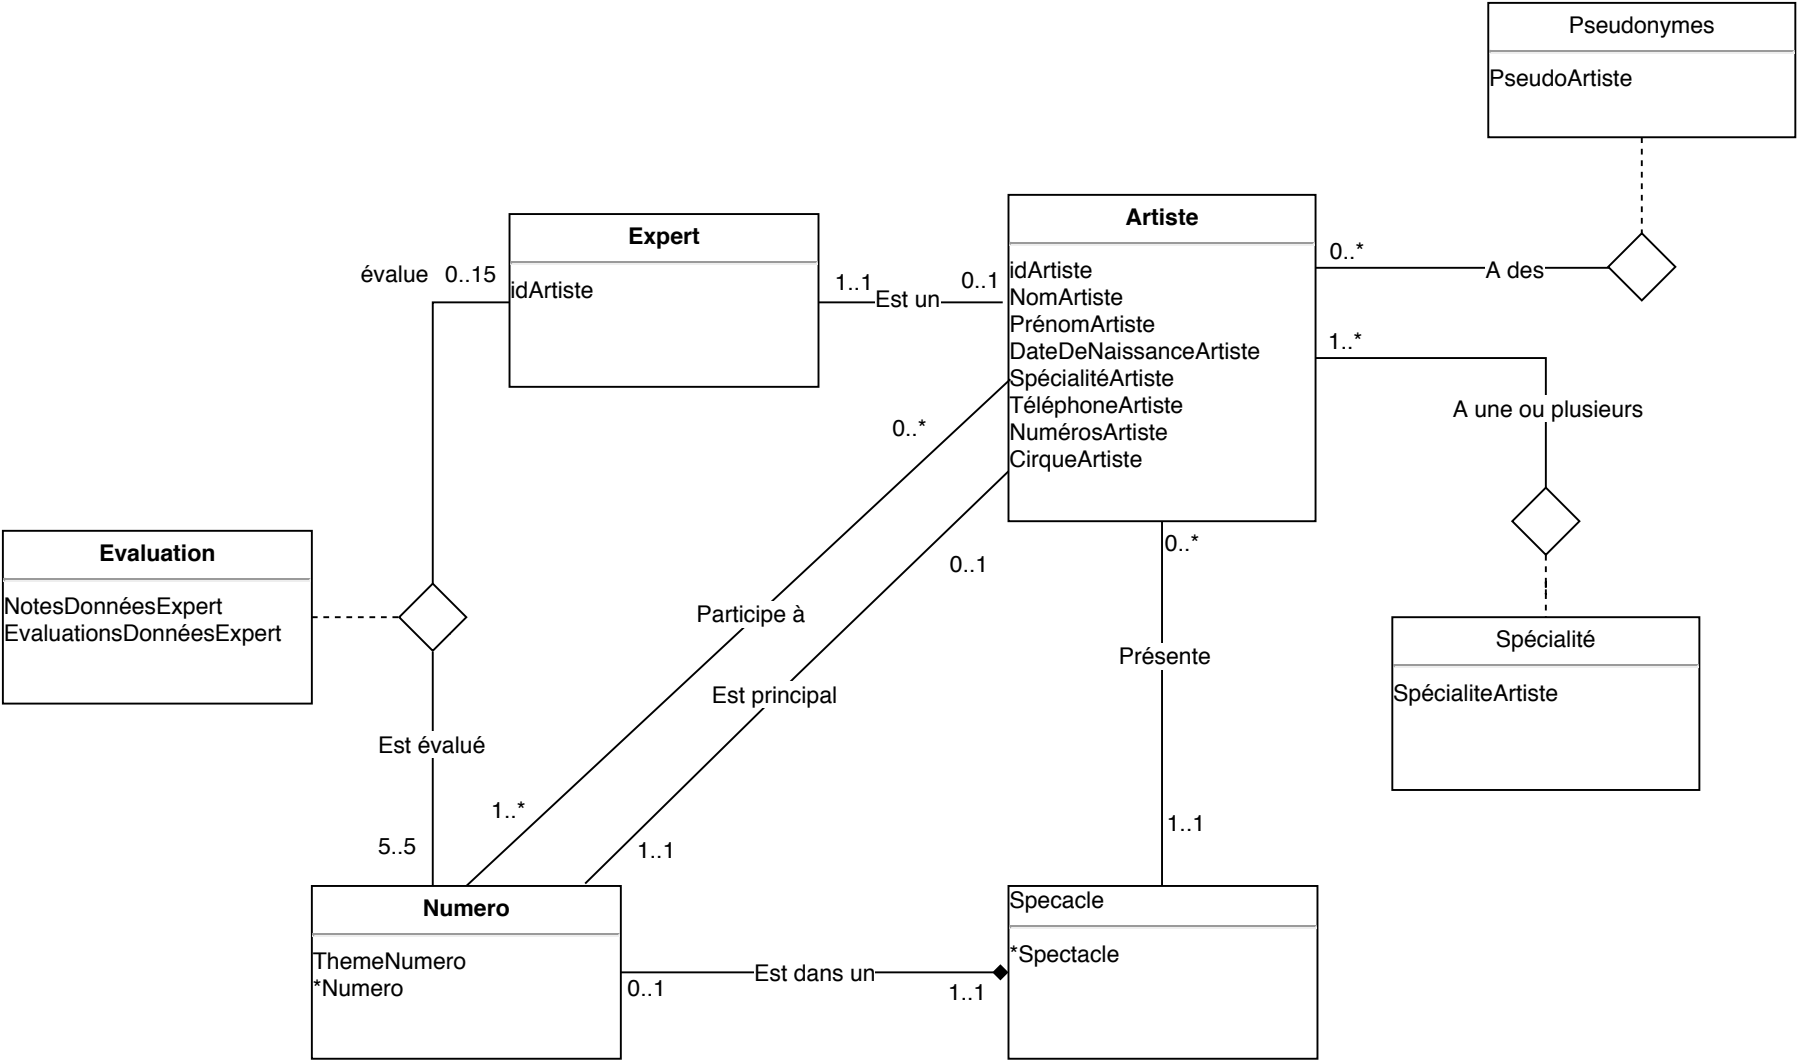 Pseudonymes
PseudoArtiste
Artiste
idArtiste
NomArtiste
PrénomArtiste
DateDeNaissanceArtiste
SpécialitéArtiste
TéléphoneArtiste
NumérosArtiste
CirqueArtiste
Expert
idArtiste
évalue
0..15
1..1
Est un
0..1
0..*
A des
1..*
A une ou plusieurs
0..*
0..1
0..*
Evaluation
NotesDonnéesExpert
EvaluationsDonnéesExpert
Participe à
Est principal
Présente
Spécialité
SpécialiteArtiste
Est évalué
5..5
1..*
1..1
1..1
Numero
ThemeNumero
*Numero
0..1
Est dans un
1..1
Specacle
*Spectacle